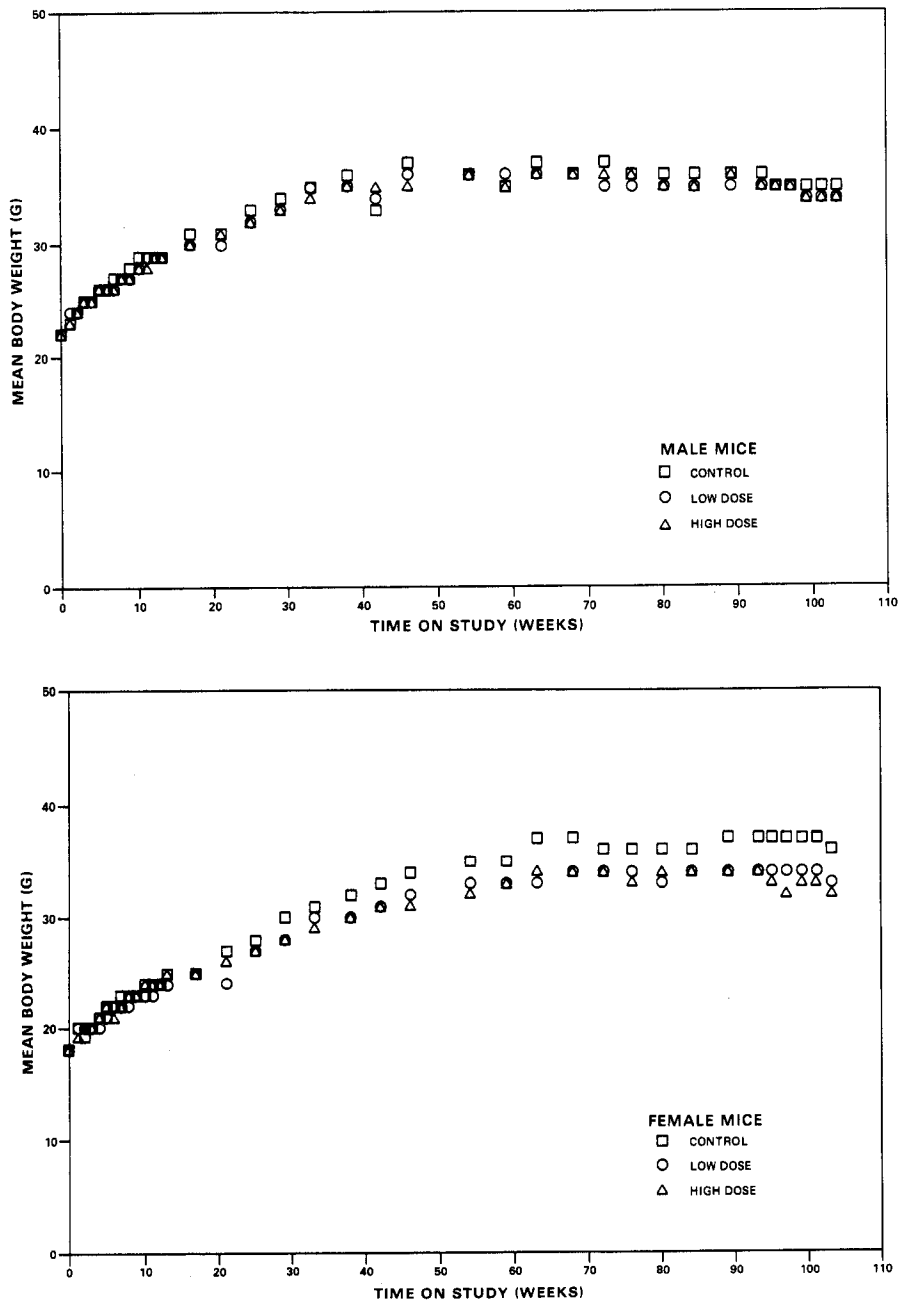 50
40
30
20
10
0
MEAN BODY WEIGHT (G)
MALE MICE
CONTROL
LOW DOSE
HIGH DOSE
0 10 20 30 40 50 60 70 80 90 100 110
TIME ON STUDY (WEEKS)
50
40
30
20
10
0
MEAN BODY WEIGHT (G)
FEMALE MICE
CONTROL
LOW DOSE
HIGH DOSE
0 10 20 30 40 50 60 70 80 90 100 110
TIME ON STUDY (WEEKS)